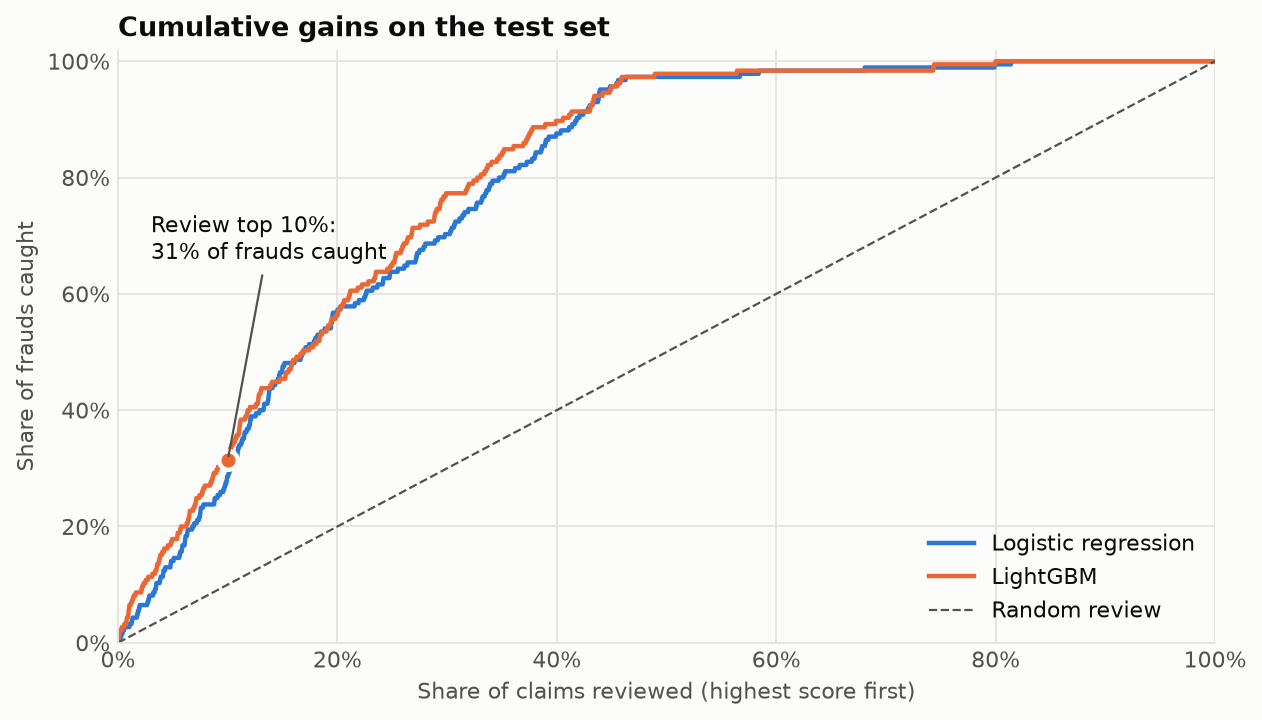 Cumulative gains on the test set
Share of frauds caught
100%
80%
60%
40%
20%
0%
Review top 10%:
31% of frauds caught
Logistic regression
LightGBM
Random review
0%
20%
40%
60%
80%
100%
Share of claims reviewed (highest score first)